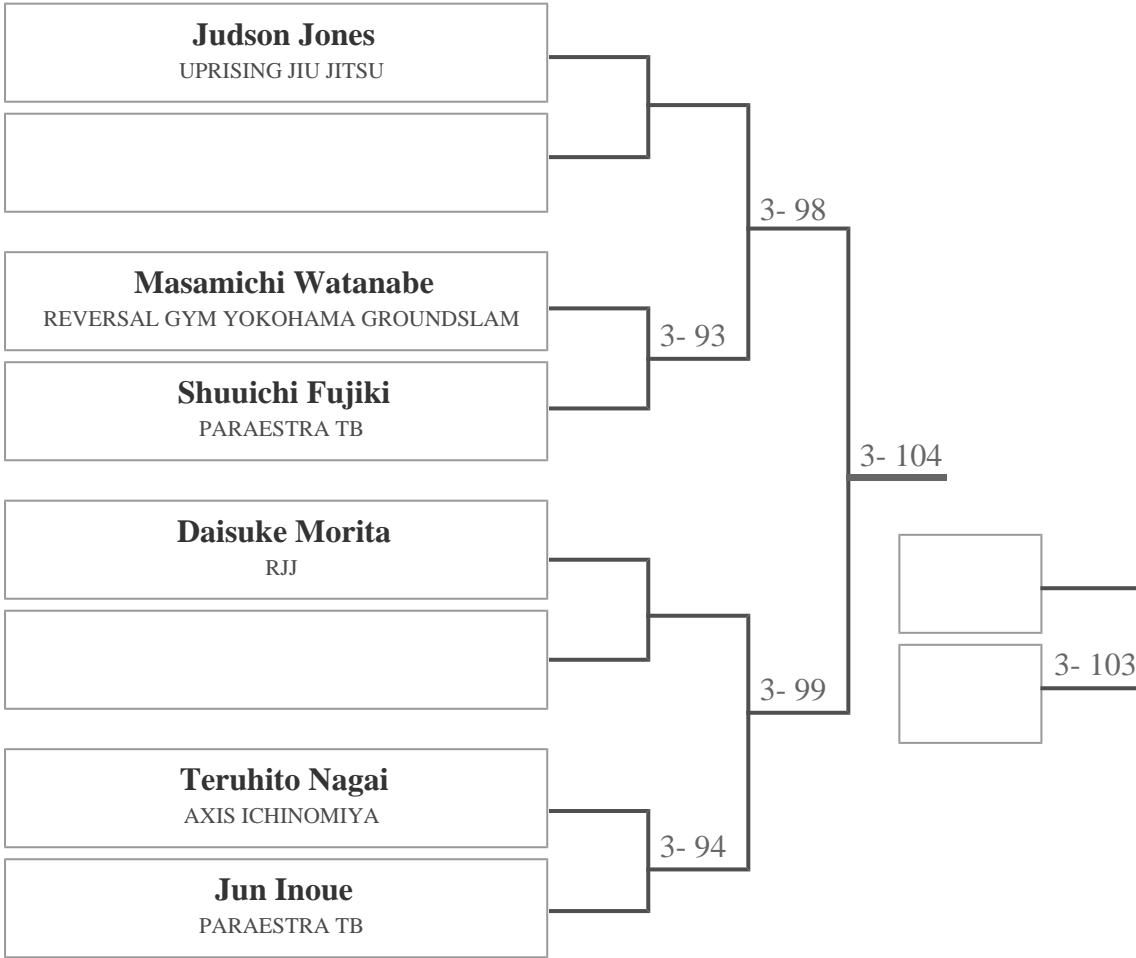 Judson Jones
UPRISING JIU JITSU
3- 98
Masamichi Watanabe
REVERSAL GYM YOKOHAMA GROUNDSLAM
3- 93
Shuuichi Fujiki
PARAESTRA TB
3- 104
Daisuke Morita
RJJ
3- 103
3- 99
Teruhito Nagai
AXIS ICHINOMIYA
3- 94
Jun Inoue
PARAESTRA TB